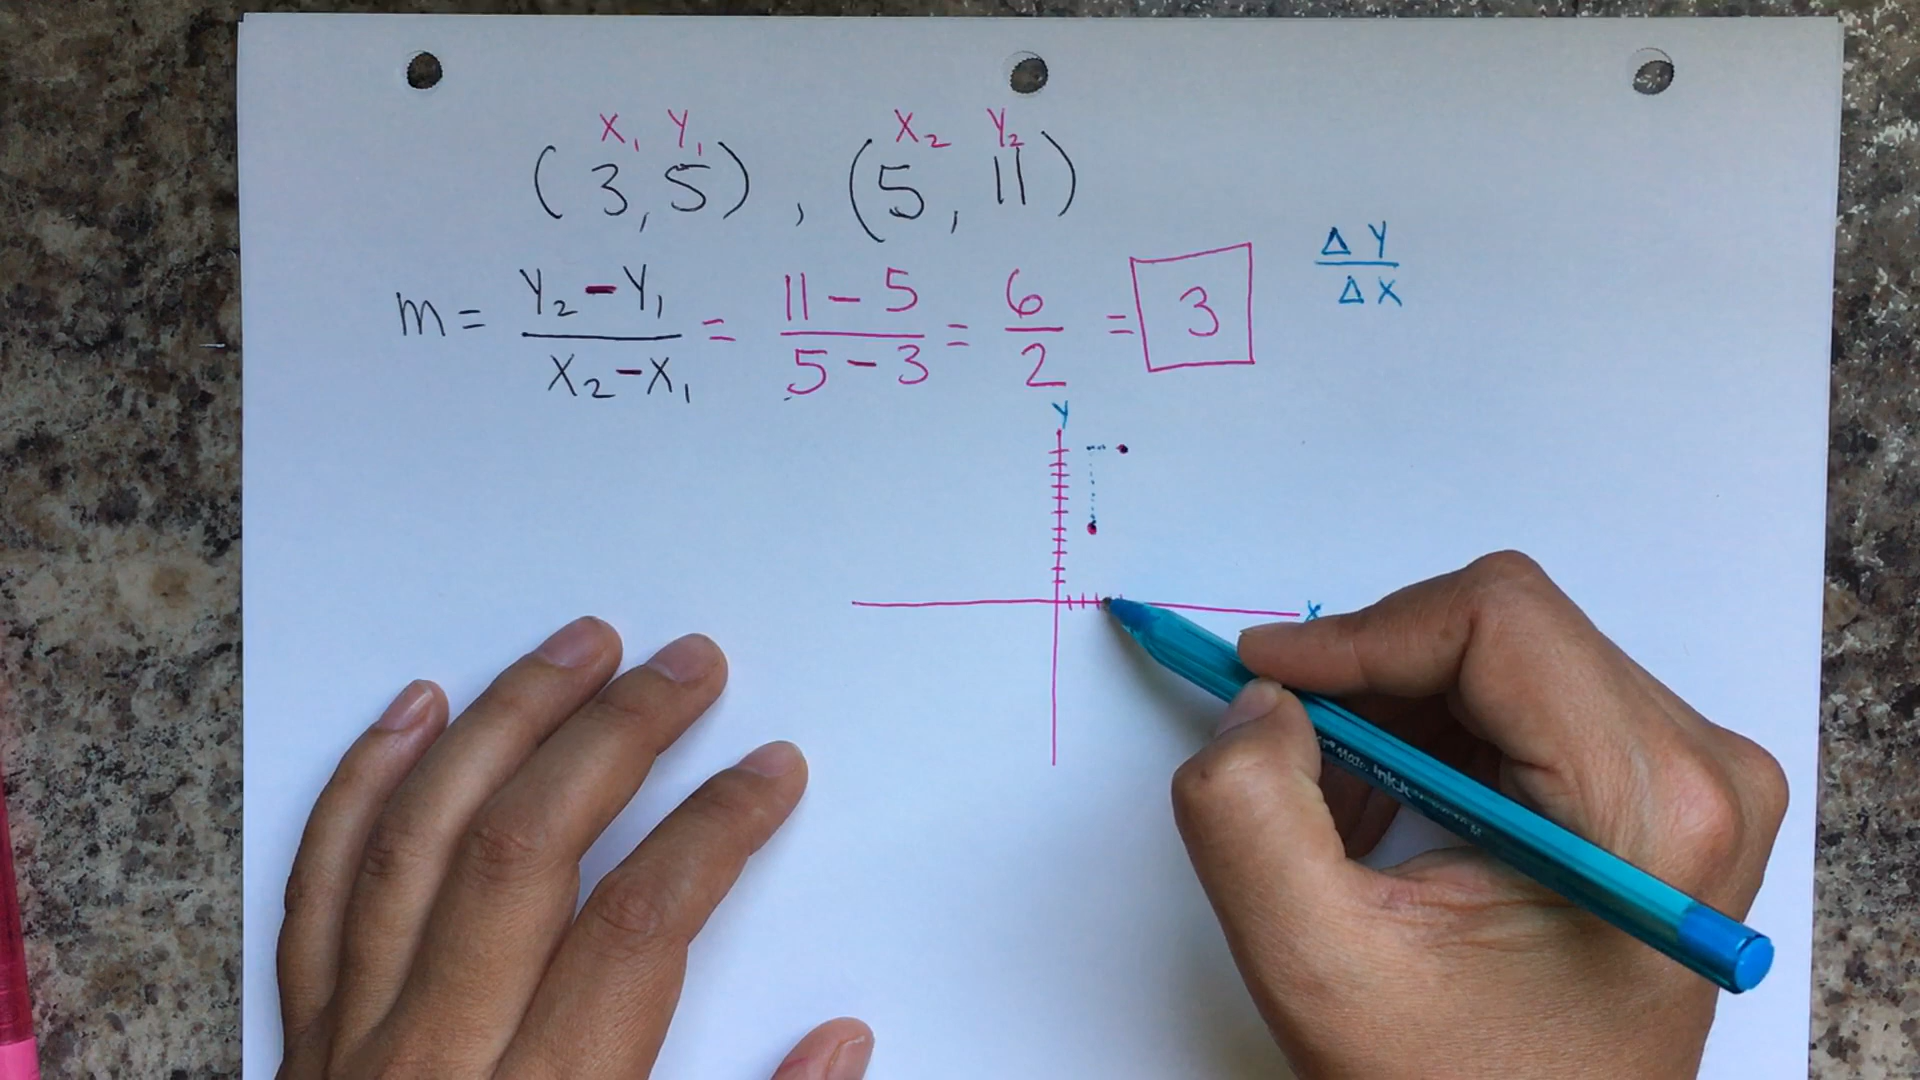 X₁ Y₁ X₂ Y₂
(3,5) , (5, 11)
m = Y₂-Y₁ / X₂-X₁ = 11-5 / 5-3 = 6/2 = 3
ΔY / ΔX
Y
X
InkJoy